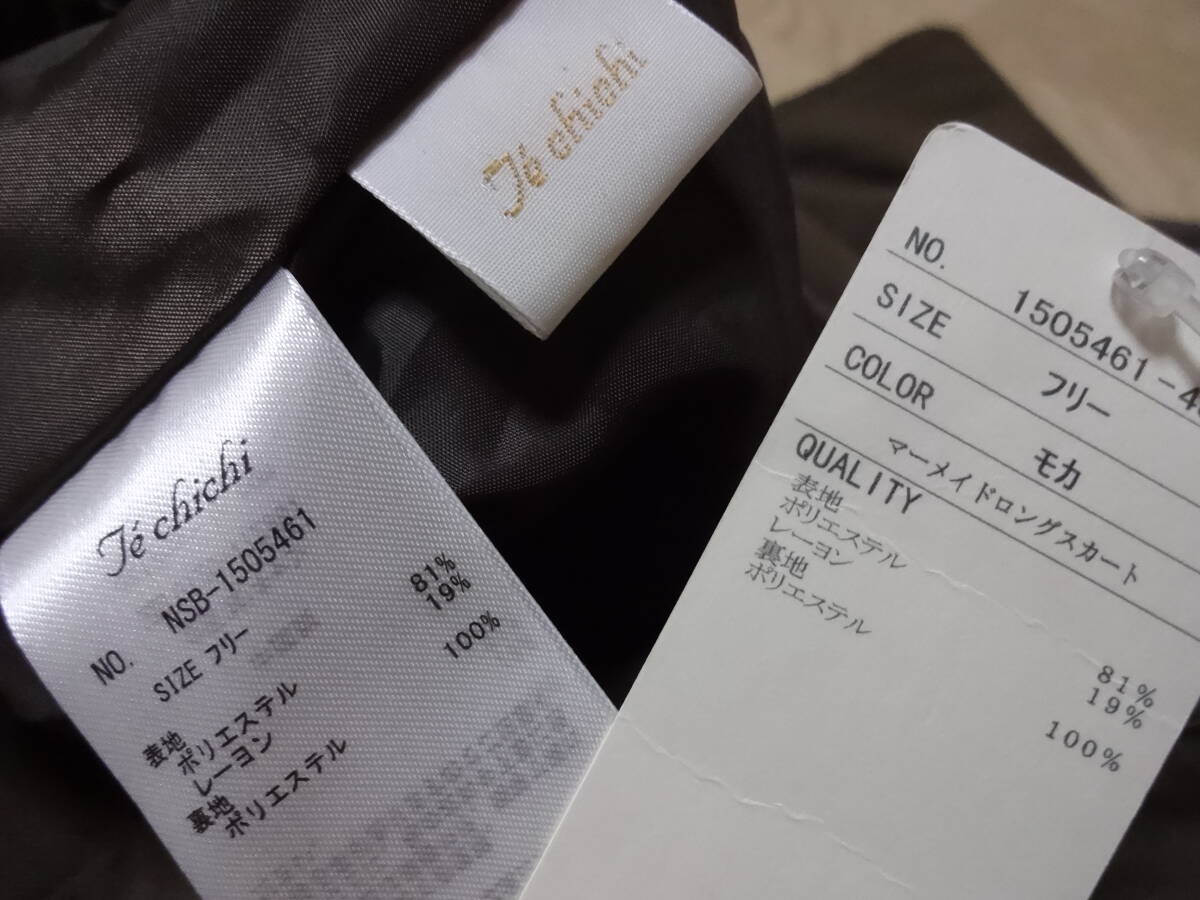 Té chichi
Té chichi
NO. NSB-1505461
SIZE フリー
表地
ポリエステル 81%
レーヨン 19%
裏地
ポリエステル 100%
NO. 1505461-4
SIZE フリー
COLOR モカ
マーメイドロングスカート
QUALITY
表地
ポリエステル 81%
レーヨン 19%
裏地
ポリエステル 100%